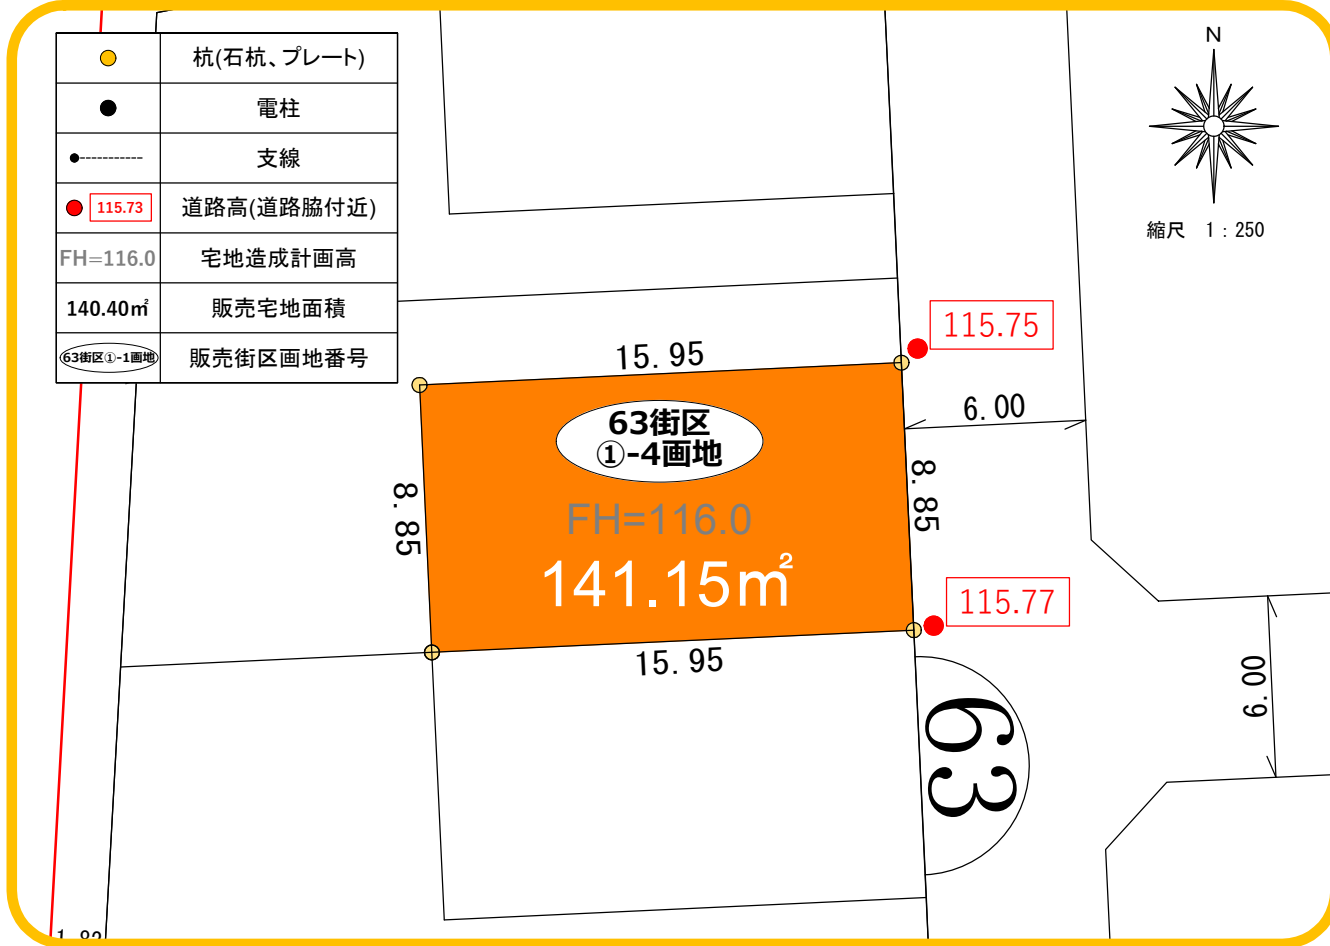 杭(石杭、プレート)
電柱
支線
115.73 道路高(道路脇付近)
FH=116.0 宅地造成計画高
140.40㎡ 販売宅地面積
63街区①-1画地 販売街区画地番号
N
縮尺 1:250
115.75
15.95
6.00
63街区
①-4画地
8.85
8.85
FH=116.0
141.15㎡
115.77
15.95
6.00
63